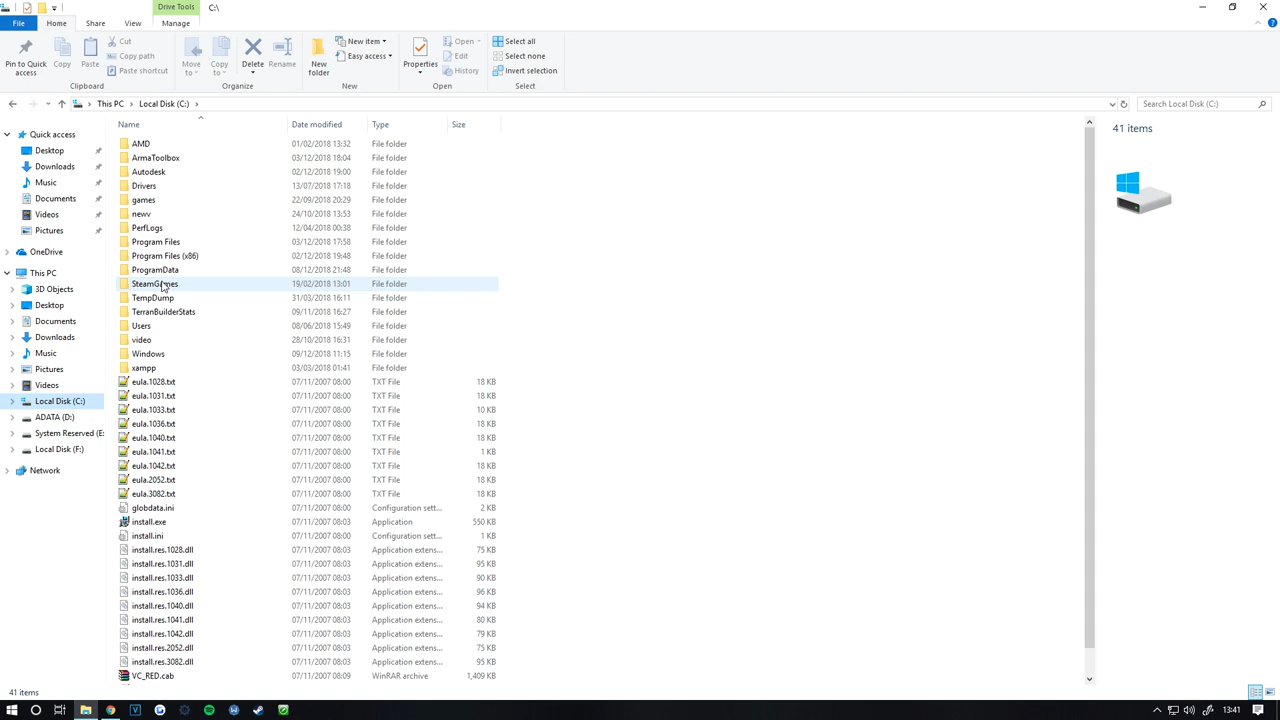 Drive Tools C:\
File Home Share View Manage
Pin to Quick access
Copy
Paste
Cut
Copy path
Paste shortcut
Clipboard
Move to
Copy to
Delete
Rename
Organize
New folder
New item
Easy access
New
Properties
Open
Edit
History
Open
Select all
Select none
Invert selection
Select
This PC > Local Disk (C:) >
Search Local Disk (C:)
Quick access
Desktop
Downloads
Music
Documents
Videos
Pictures
OneDrive
This PC
3D Objects
Desktop
Documents
Downloads
Music
Pictures
Videos
Local Disk (C:)
ADATA (D:)
System Reserved (E:
Local Disk (F:)
Network
Name Date modified Type Size
AMD 01/02/2018 13:32 File folder
ArmaToolbox 03/12/2018 18:04 File folder
Autodesk 02/12/2018 19:00 File folder
Drivers 13/07/2018 17:18 File folder
games 22/09/2018 20:29 File folder
newv 24/10/2018 13:53 File folder
PerfLogs 12/04/2018 00:38 File folder
Program Files 03/12/2018 17:58 File folder
Program Files (x86) 02/12/2018 19:48 File folder
ProgramData 08/12/2018 21:48 File folder
SteamGames 19/02/2018 13:01 File folder
TempDump 31/03/2018 16:11 File folder
TerranBuilderStats 09/11/2018 16:27 File folder
Users 08/06/2018 15:49 File folder
video 28/10/2018 16:31 File folder
Windows 09/12/2018 11:15 File folder
xampp 03/03/2018 01:41 File folder
eula.1028.txt 07/11/2007 08:00 TXT File 18 KB
eula.1031.txt 07/11/2007 08:00 TXT File 18 KB
eula.1033.txt 07/11/2007 08:00 TXT File 10 KB
eula.1036.txt 07/11/2007 08:00 TXT File 18 KB
eula.1040.txt 07/11/2007 08:00 TXT File 18 KB
eula.1041.txt 07/11/2007 08:00 TXT File 1 KB
eula.1042.txt 07/11/2007 08:00 TXT File 18 KB
eula.2052.txt 07/11/2007 08:00 TXT File 18 KB
eula.3082.txt 07/11/2007 08:00 TXT File 18 KB
globdata.ini 07/11/2007 08:00 Configuration sett... 2 KB
install.exe 07/11/2007 08:03 Application 550 KB
install.ini 07/11/2007 08:00 Configuration sett... 1 KB
install.res.1028.dll 07/11/2007 08:03 Application extens... 75 KB
install.res.1031.dll 07/11/2007 08:03 Application extens... 95 KB
install.res.1033.dll 07/11/2007 08:03 Application extens... 90 KB
install.res.1036.dll 07/11/2007 08:03 Application extens... 96 KB
install.res.1040.dll 07/11/2007 08:03 Application extens... 94 KB
install.res.1041.dll 07/11/2007 08:03 Application extens... 80 KB
install.res.1042.dll 07/11/2007 08:03 Application extens... 79 KB
install.res.2052.dll 07/11/2007 08:03 Application extens... 75 KB
install.res.3082.dll 07/11/2007 08:03 Application extens... 95 KB
VC_RED.cab 07/11/2007 08:09 WinRAR archive 1,409 KB
41 items
41 items
13:41